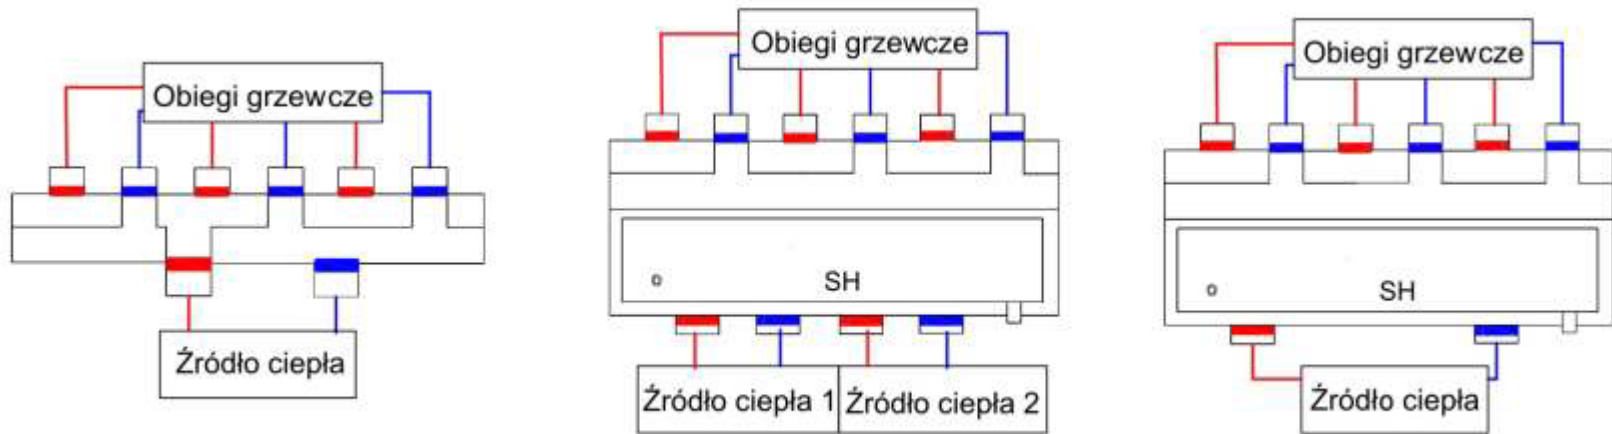 Obiegi grzewcze
Źródło ciepła
Obiegi grzewcze
SH
Źródło ciepła 1
Źródło ciepła 2
Obiegi grzewcze
SH
Źródło ciepła